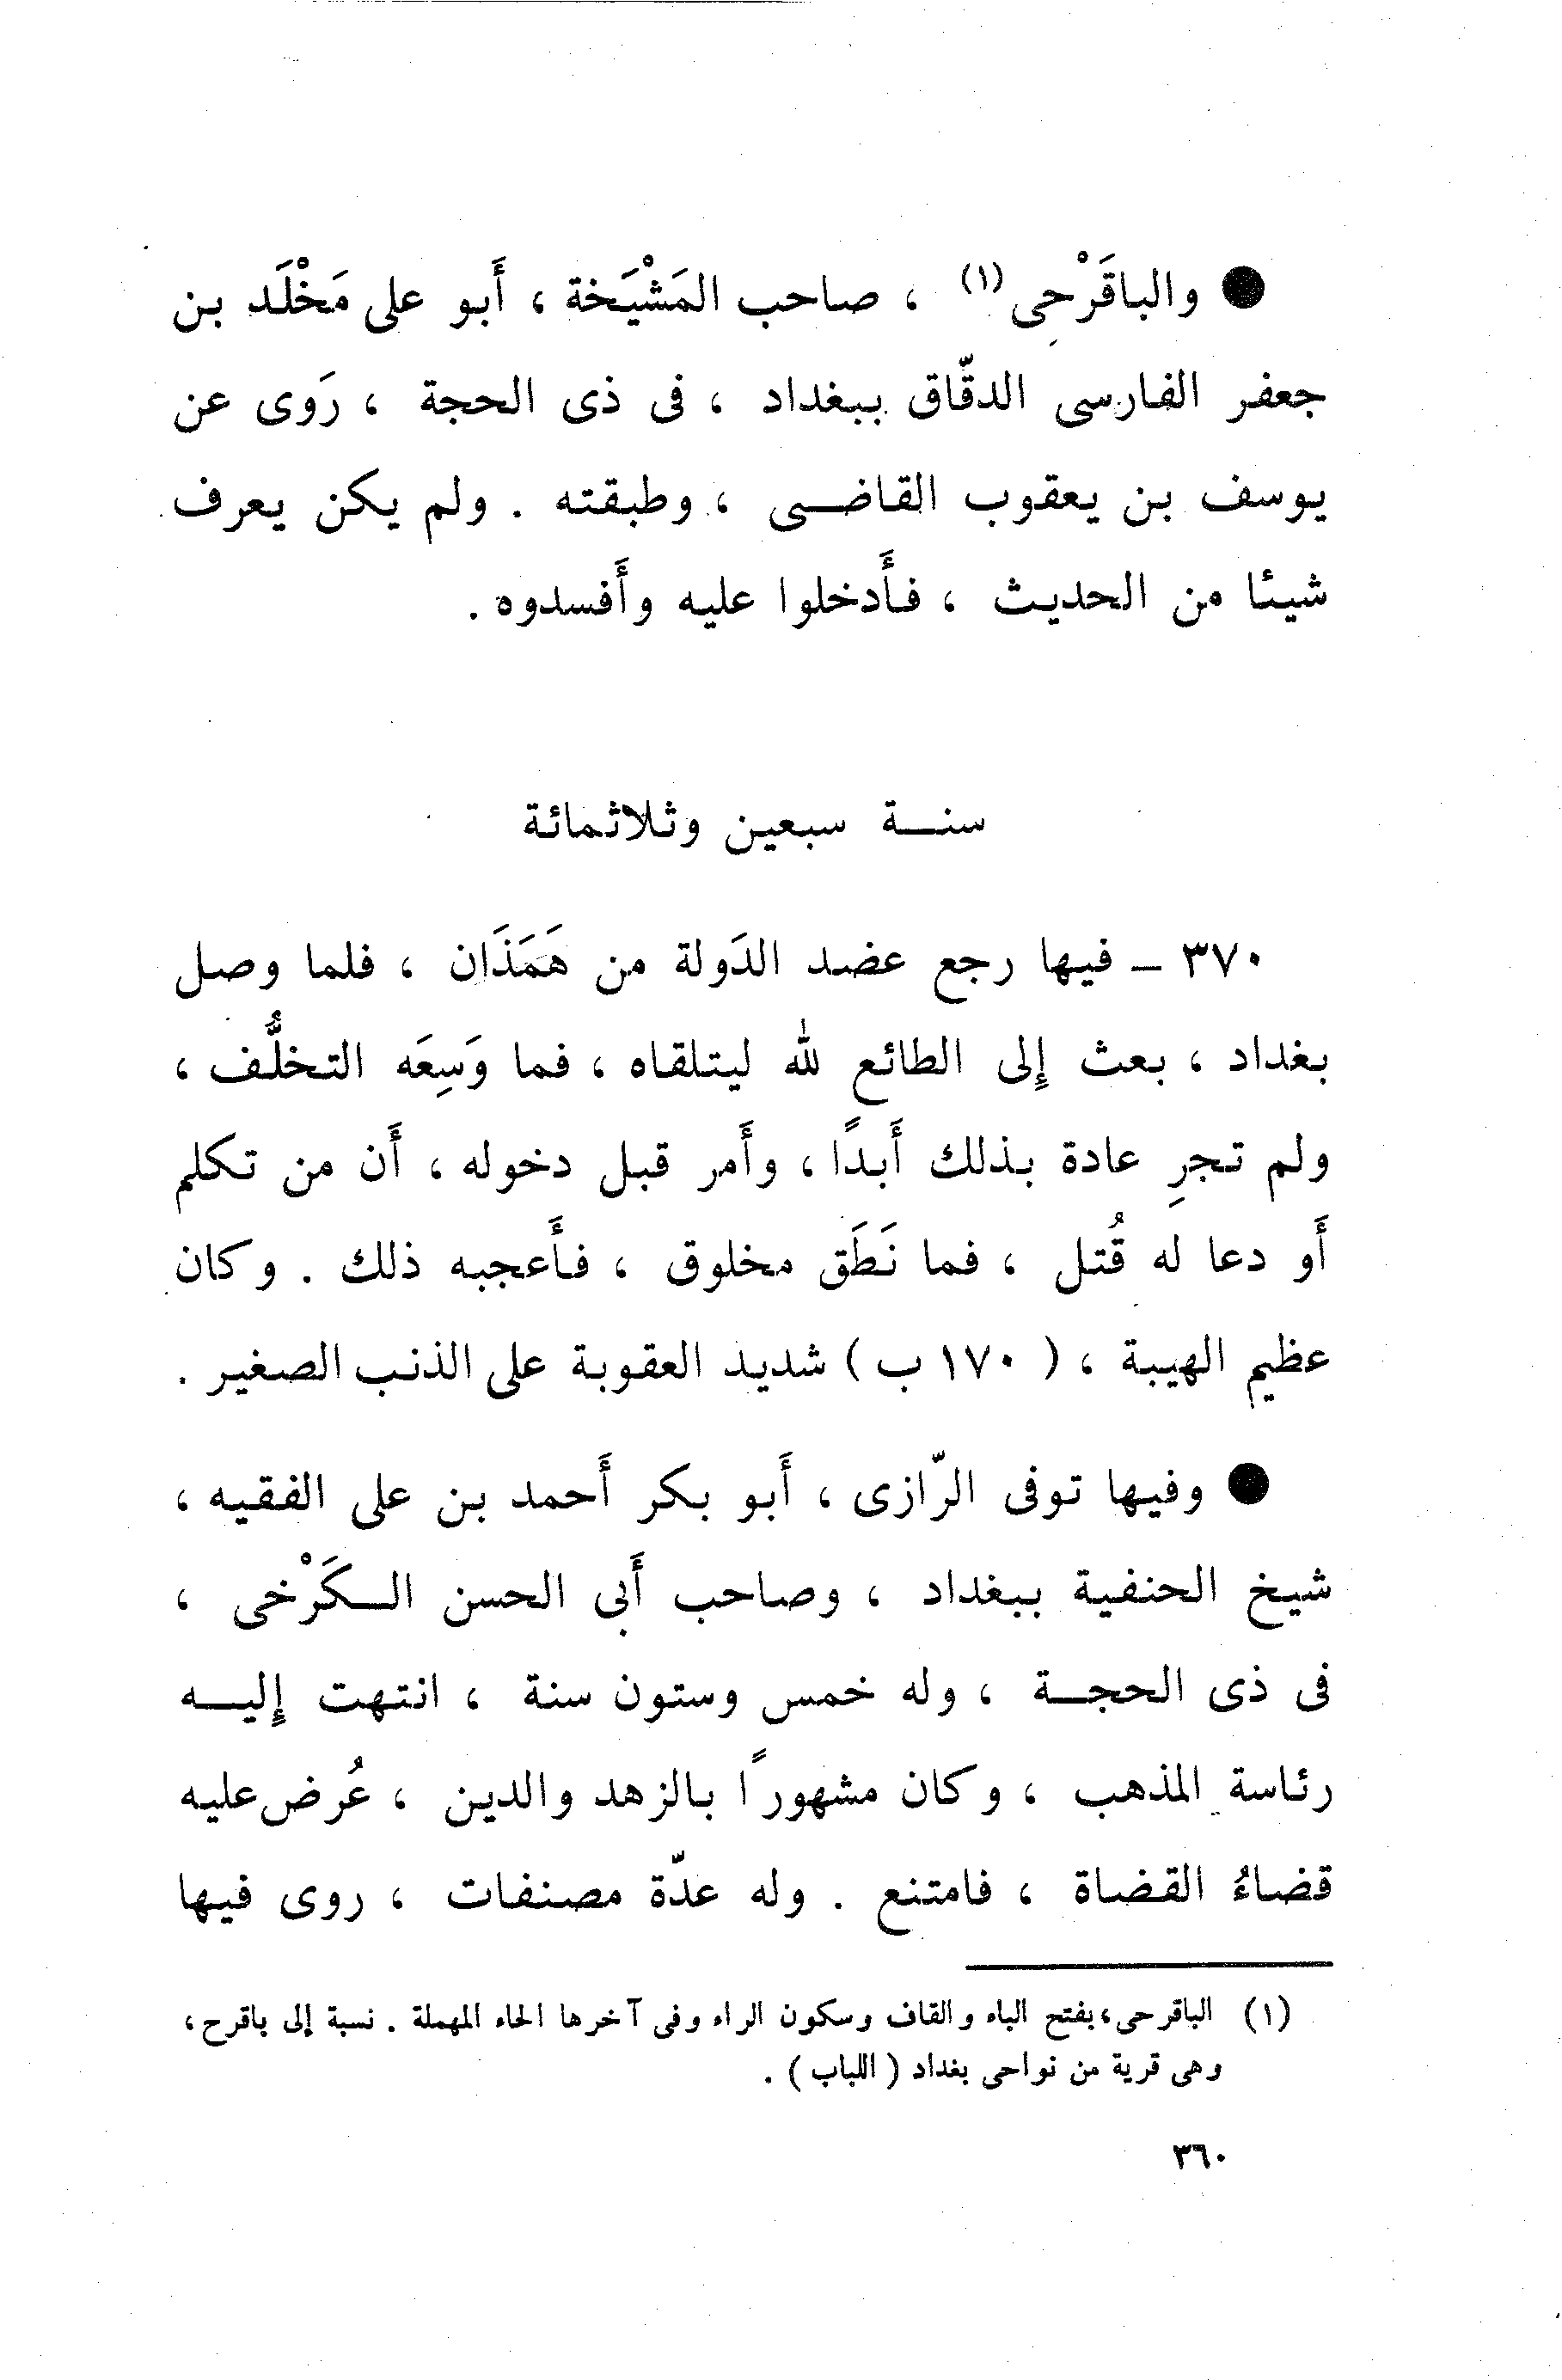 ● والباقَرْحِى(١) ، صاحب المَشْيَخة ، أَبو على مَخْلَد بن
جعفر الفارسى الدقّاق ببغداد ، فى ذى الحجة ، رَوى عن
يوسف بن يعقوب القاضى ، وطبقته . ولم يكن يعرف
شيئا من الحديث ، فأَدخلوا عليه وأَفسدوه .
سنة سبعين وثلاثمائة
٣٧٠ ــ فيها رجع عضد الدَولة من هَمَذَان ، فلما وصل
بغداد ، بعث إِلى الطائع لله ليتلقاه ، فما وَسِعَه التخلُّف ،
ولم تجرِ عادة بذلك أَبدًا ، وأَمر قبل دخوله ، أَن من تكلم
أَو دعا له قُتل ، فما نَطَق مخلوق ، فأَعجبه ذلك . وكان
عظيم الهيبة ، ( ١٧٠ ب ) شديد العقوبة على الذنب الصغير .
● وفيها توفى الرّازى ، أَبو بكر أَحمد بن على الفقيه ،
شيخ الحنفية ببغداد ، وصاحب أَبى الحسن الكَرْخى ،
فى ذى الحجة ، وله خمس وستون سنة ، انتهت إِليه
رئاسة المذهب ، وكان مشهورًا بالزهد والدين ، عُرض عليه
قضاءُ القضاة ، فامتنع . وله عدّة مصنفات ، روى فيها
(١) الباقرحى ، بفتح الباء والقاف وسكون الراء وفى آخرها الحاء المهملة . نسبة إلى باقرح ،
وهى قرية من نواحى بغداد ( اللباب ) .
٣٦٠